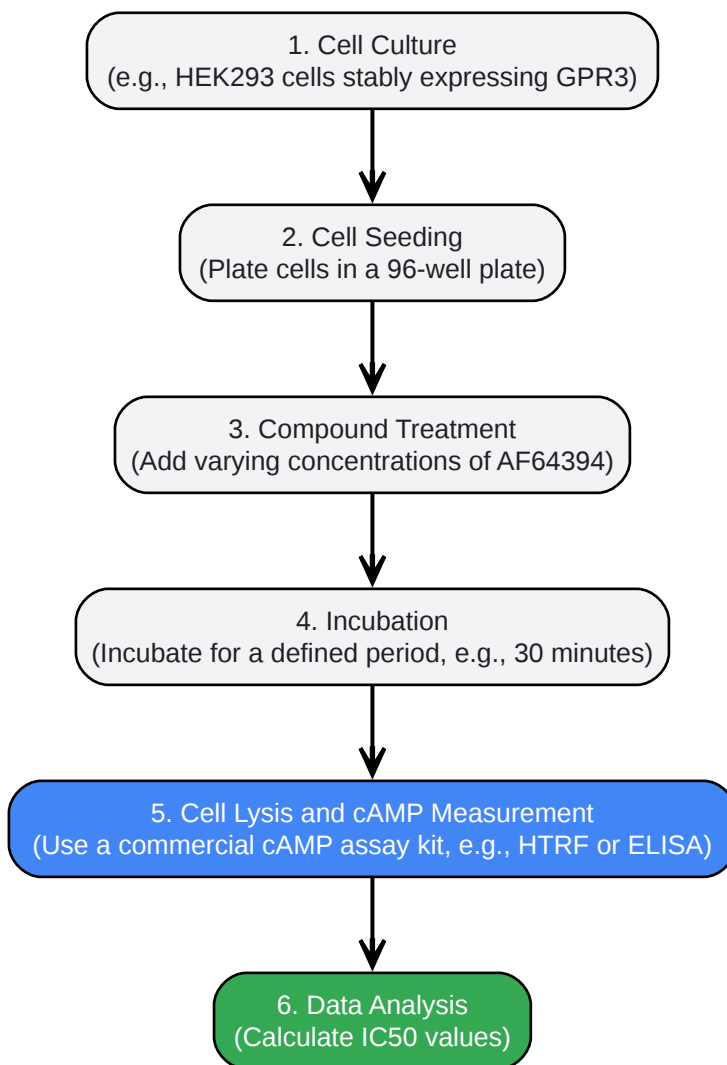 1. Cell Culture
(e.g., HEK293 cells stably expressing GPR3)
2. Cell Seeding
(Plate cells in a 96-well plate)
3. Compound Treatment
(Add varying concentrations of AF64394)
4. Incubation
(Incubate for a defined period, e.g., 30 minutes)
5. Cell Lysis and cAMP Measurement
(Use a commercial cAMP assay kit, e.g., HTRF or ELISA)
6. Data Analysis
(Calculate IC50 values)